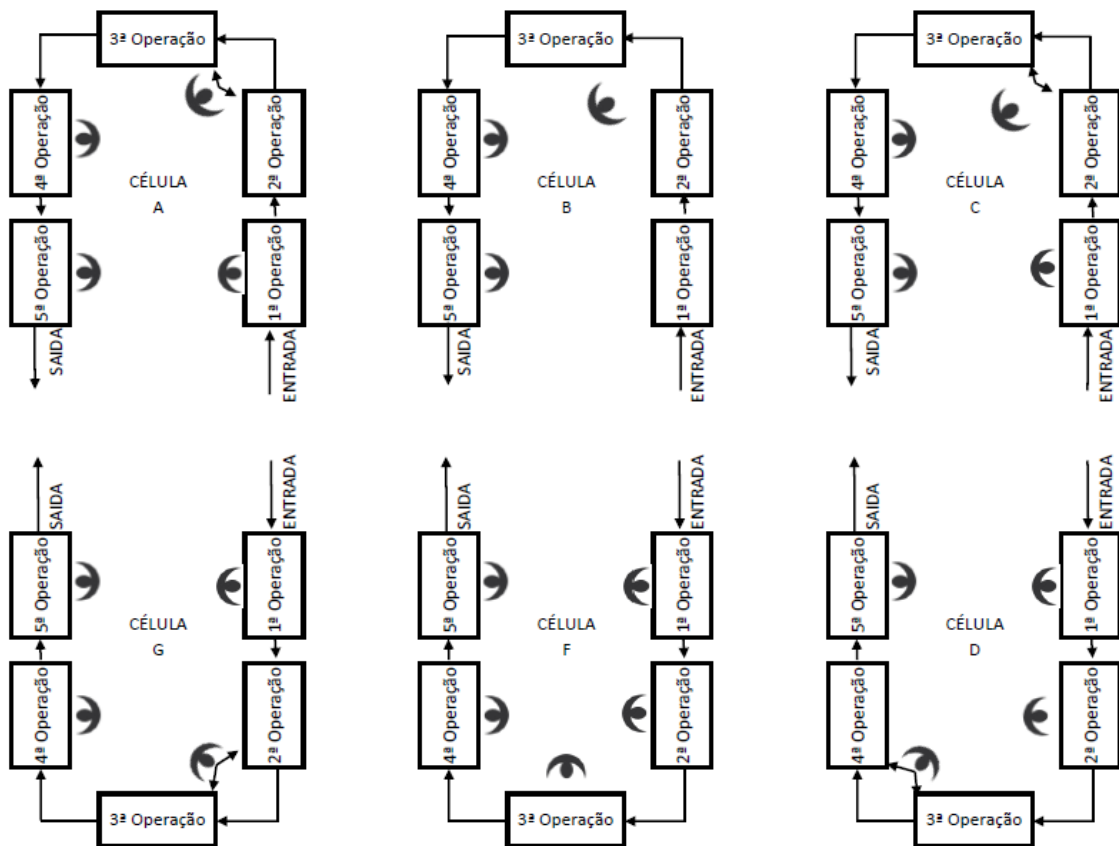 3ª Operação
4ª Operação
2ª Operação
CÉLULA
A
5ª Operação
1ª Operação
SAIDA
ENTRADA
3ª Operação
4ª Operação
2ª Operação
CÉLULA
B
5ª Operação
1ª Operação
SAIDA
ENTRADA
3ª Operação
4ª Operação
2ª Operação
CÉLULA
C
5ª Operação
1ª Operação
SAIDA
ENTRADA
SAIDA
ENTRADA
5ª Operação
1ª Operação
CÉLULA
G
4ª Operação
2ª Operação
3ª Operação
SAIDA
ENTRADA
5ª Operação
1ª Operação
CÉLULA
F
4ª Operação
2ª Operação
3ª Operação
SAIDA
ENTRADA
5ª Operação
1ª Operação
CÉLULA
D
4ª Operação
2ª Operação
3ª Operação